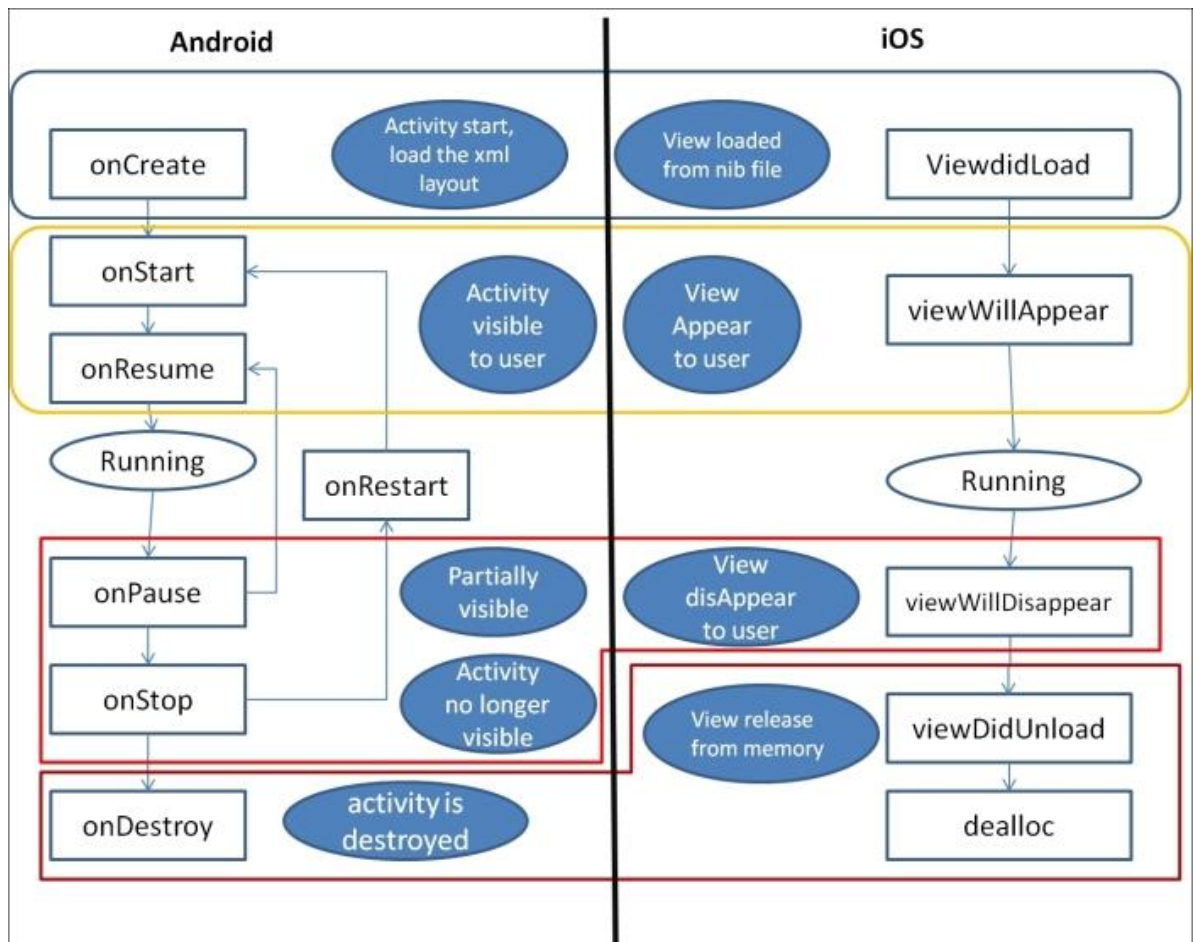 Android
iOS
onCreate
Activity start,
load the xml
layout
View loaded
from nib file
ViewdidLoad
onStart
Activity
visible
to user
View
Appear
to user
viewWillAppear
onResume
Running
onRestart
Running
onPause
Partially
visible
View
disAppear
to user
viewWillDisappear
onStop
Activity
no longer
visible
View release
from memory
viewDidUnload
onDestroy
activity is
destroyed
dealloc